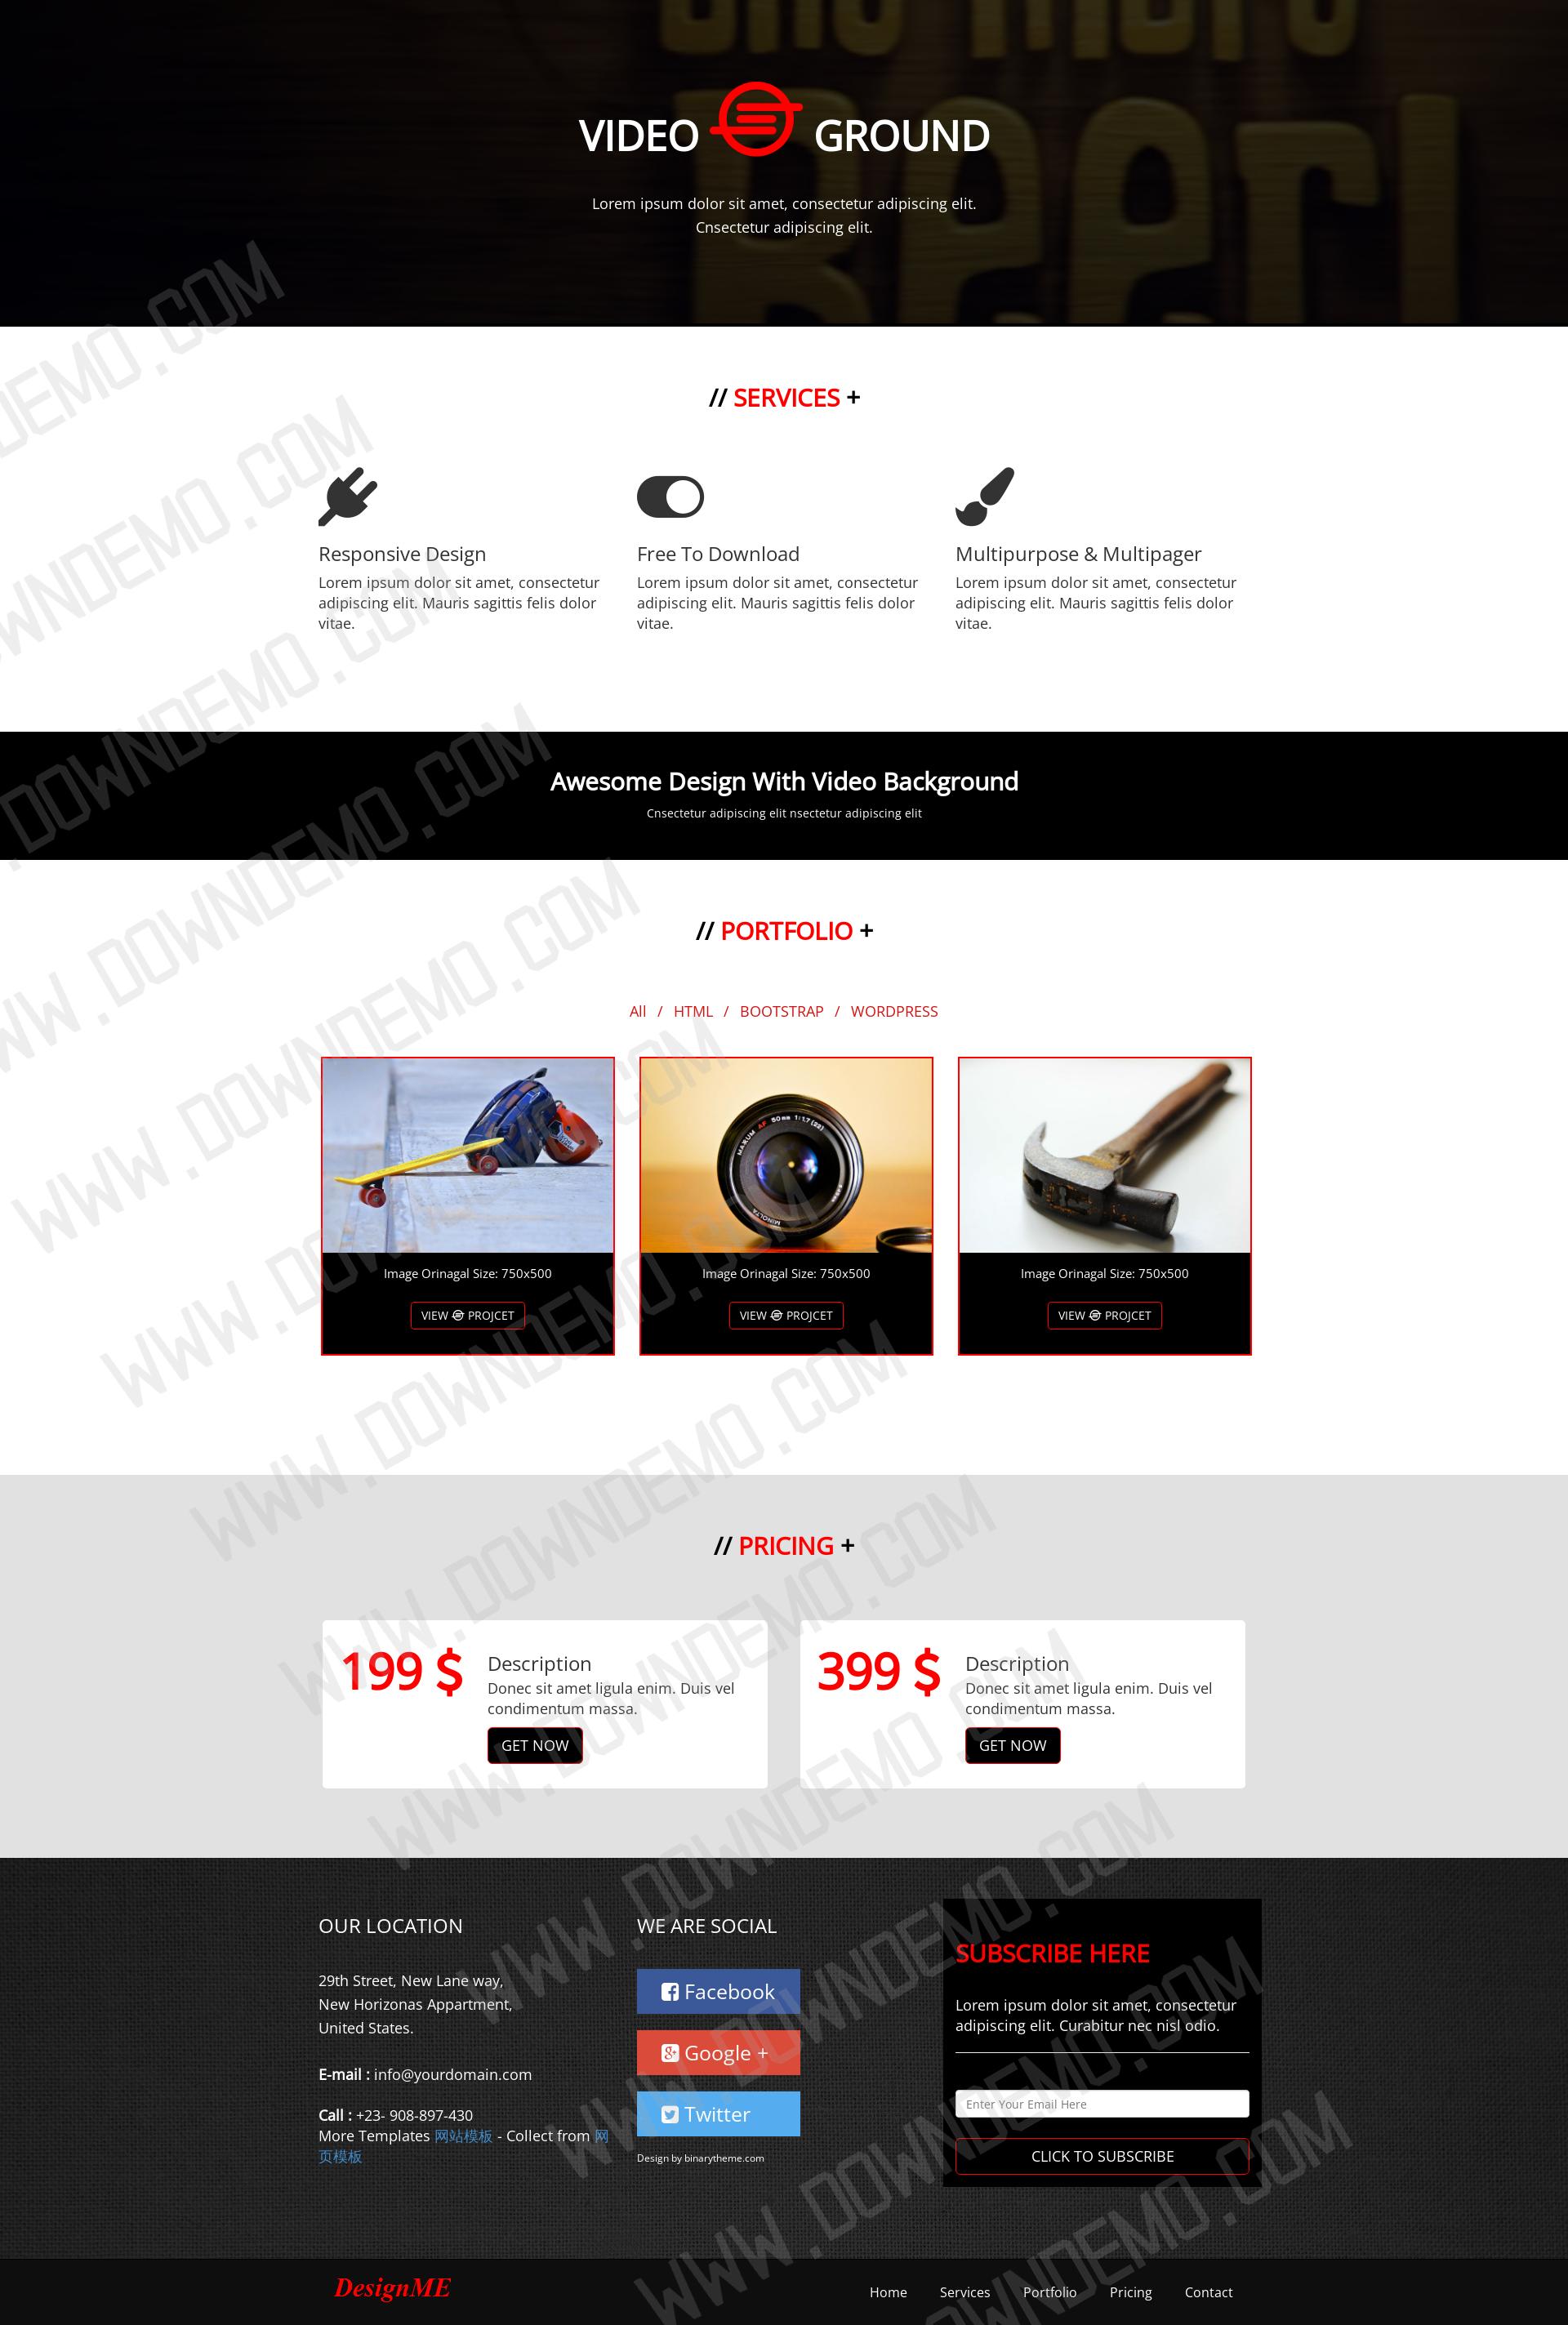 VIDEO GROUND
Lorem ipsum dolor sit amet, consectetur adipiscing elit.
Cnsectetur adipiscing elit.
// SERVICES +
Responsive Design
Lorem ipsum dolor sit amet, consectetur
adipiscing elit. Mauris sagittis felis dolor
vitae.
Free To Download
Lorem ipsum dolor sit amet, consectetur
adipiscing elit. Mauris sagittis felis dolor
vitae.
Multipurpose & Multipager
Lorem ipsum dolor sit amet, consectetur
adipiscing elit. Mauris sagittis felis dolor
vitae.
Awesome Design With Video Background
Cnsectetur adipiscing elit nsectetur adipiscing elit
// PORTFOLIO +
All / HTML / BOOTSTRAP / WORDPRESS
MAXXUM AF 50mm 1:1.7 (22)
MINOLTA
Image Orinagal Size: 750x500
VIEW PROJCET
Image Orinagal Size: 750x500
VIEW PROJCET
Image Orinagal Size: 750x500
VIEW PROJCET
// PRICING +
199 $
Description
Donec sit amet ligula enim. Duis vel
condimentum massa.
GET NOW
399 $
Description
Donec sit amet ligula enim. Duis vel
condimentum massa.
GET NOW
OUR LOCATION
29th Street, New Lane way,
New Horizonas Appartment,
United States.
E-mail : info@yourdomain.com
Call : +23- 908-897-430
More Templates 网站模板 - Collect from 网
页模板
WE ARE SOCIAL
Facebook
Google +
Twitter
Design by binarytheme.com
SUBSCRIBE HERE
Lorem ipsum dolor sit amet, consectetur
adipiscing elit. Curabitur nec nisl odio.
Enter Your Email Here
CLICK TO SUBSCRIBE
DesignME
Home Services Portfolio Pricing Contact
WWW.DOWNDEMO.COM